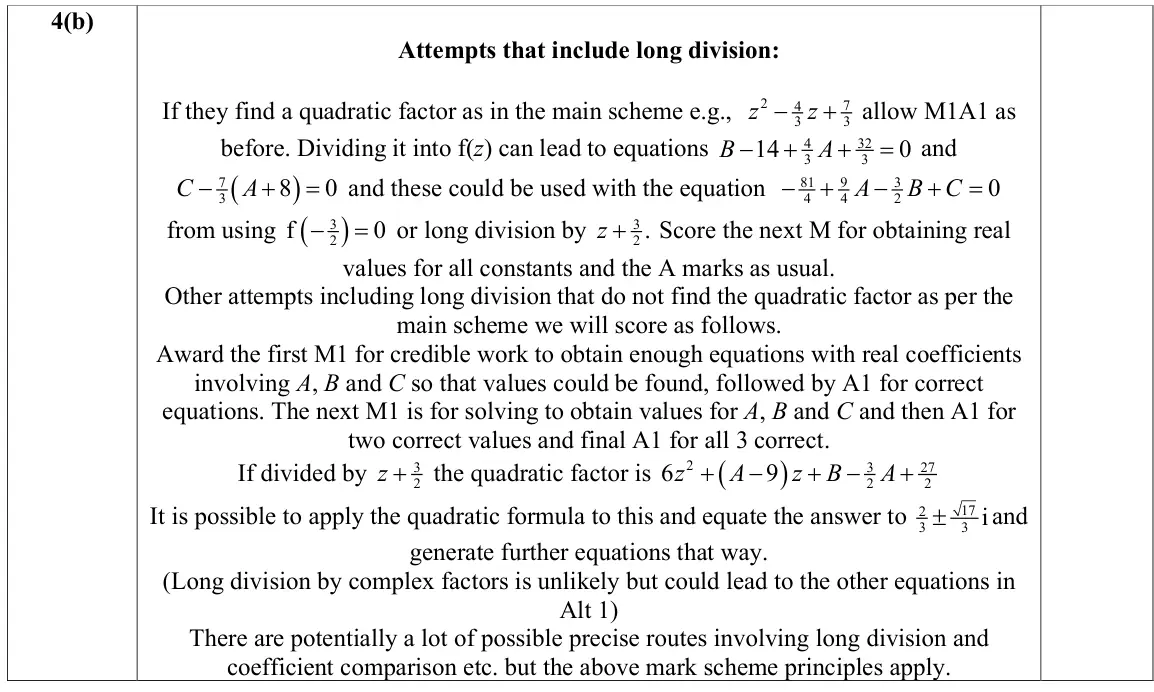 4(b)
Attempts that include long division:
If they find a quadratic factor as in the main scheme e.g., z² − 4/3 z + 7/3 allow M1A1 as
before. Dividing it into f(z) can lead to equations B − 14 + 4/3 A + 32/3 = 0 and
C − 7/3 (A + 8) = 0 and these could be used with the equation − 81/4 + 9/4 A − 3/2 B + C = 0
from using f(− 3/2) = 0 or long division by z + 3/2. Score the next M for obtaining real
values for all constants and the A marks as usual.
Other attempts including long division that do not find the quadratic factor as per the
main scheme we will score as follows.
Award the first M1 for credible work to obtain enough equations with real coefficients
involving A, B and C so that values could be found, followed by A1 for correct
equations. The next M1 is for solving to obtain values for A, B and C and then A1 for
two correct values and final A1 for all 3 correct.
If divided by z + 3/2 the quadratic factor is 6z² + (A − 9)z + B − 3/2 A + 27/2
It is possible to apply the quadratic formula to this and equate the answer to 2/3 ± √17/3 i and
generate further equations that way.
(Long division by complex factors is unlikely but could lead to the other equations in
Alt 1)
There are potentially a lot of possible precise routes involving long division and
coefficient comparison etc. but the above mark scheme principles apply.